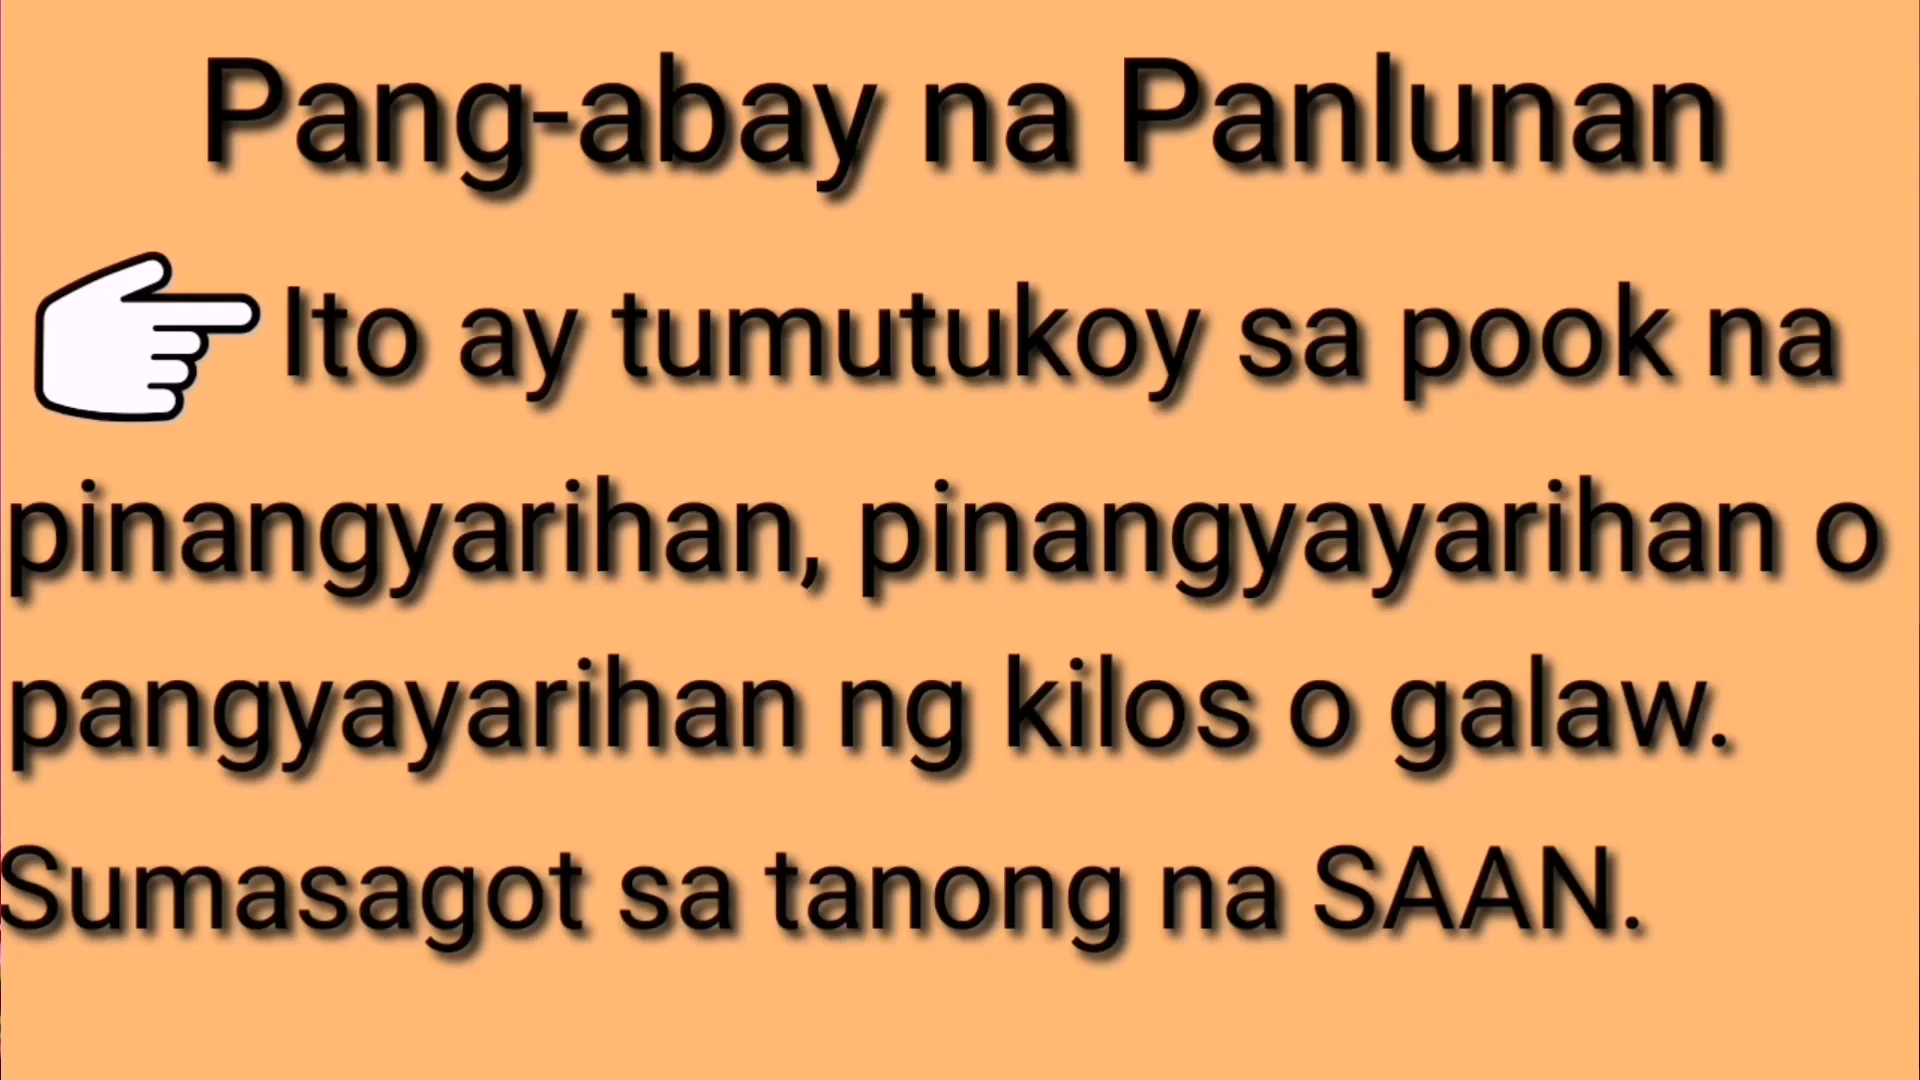 Pang-abay na Panlunan
Ito ay tumutukoy sa pook na
pinangyarihan, pinangyayarihan o
pangyayarihan ng kilos o galaw.
Sumasagot sa tanong na SAAN.